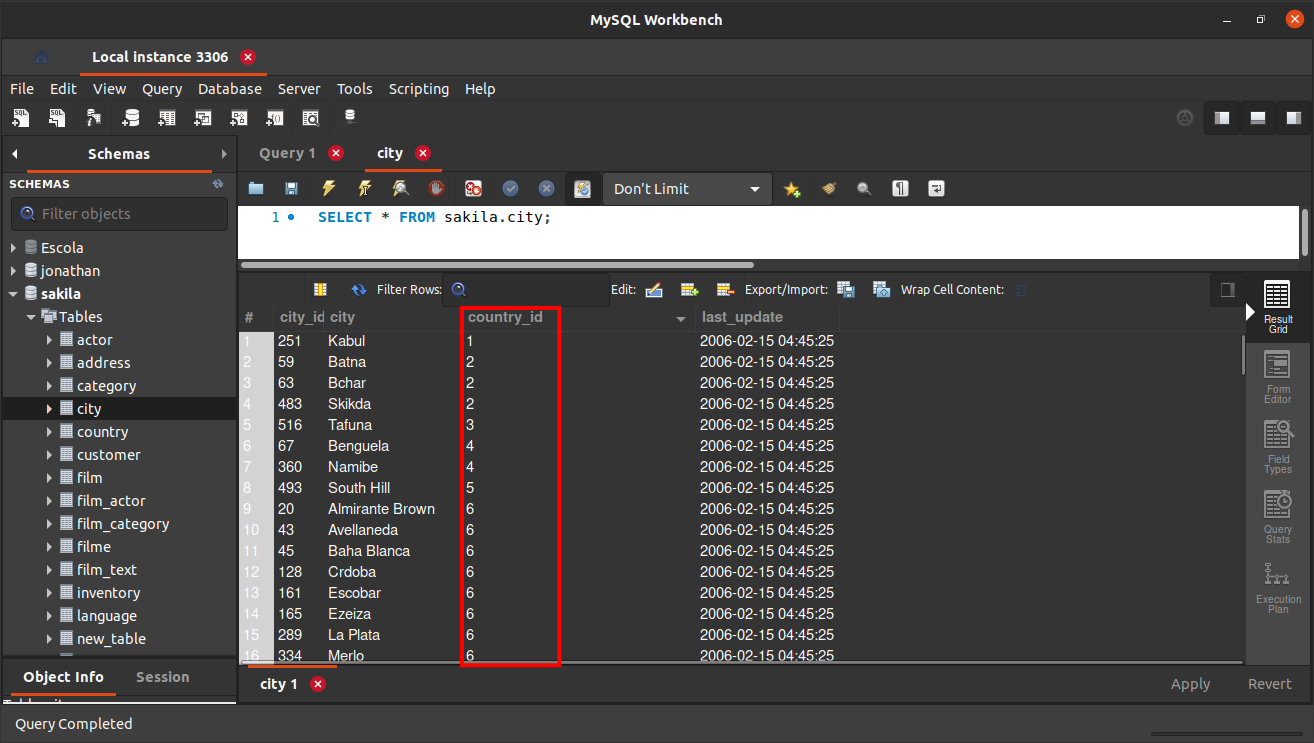 MySQL Workbench
Local instance 3306
File Edit View Query Database Server Tools Scripting Help
Schemas
Query 1 city
SCHEMAS
Don't Limit
Filter objects
1 SELECT * FROM sakila.city;
Escola
jonathan
sakila
Tables
actor
address
category
city
country
customer
film
film_actor
film_category
filme
film_text
inventory
language
new_table
Filter Rows: Edit: Export/Import: Wrap Cell Content:
# city_id city country_id last_update
1 251 Kabul 1 2006-02-15 04:45:25
2 59 Batna 2 2006-02-15 04:45:25
3 63 Bchar 2 2006-02-15 04:45:25
4 483 Skikda 2 2006-02-15 04:45:25
5 516 Tafuna 3 2006-02-15 04:45:25
6 67 Benguela 4 2006-02-15 04:45:25
7 360 Namibe 4 2006-02-15 04:45:25
8 493 South Hill 5 2006-02-15 04:45:25
9 20 Almirante Brown 6 2006-02-15 04:45:25
10 43 Avellaneda 6 2006-02-15 04:45:25
11 45 Baha Blanca 6 2006-02-15 04:45:25
12 128 Crdoba 6 2006-02-15 04:45:25
13 161 Escobar 6 2006-02-15 04:45:25
14 165 Ezeiza 6 2006-02-15 04:45:25
15 289 La Plata 6 2006-02-15 04:45:25
16 334 Merlo 6 2006-02-15 04:45:25
Result
Grid
Form
Editor
Field
Types
Query
Stats
Execution
Plan
Object Info Session
city 1 Apply Revert
Query Completed